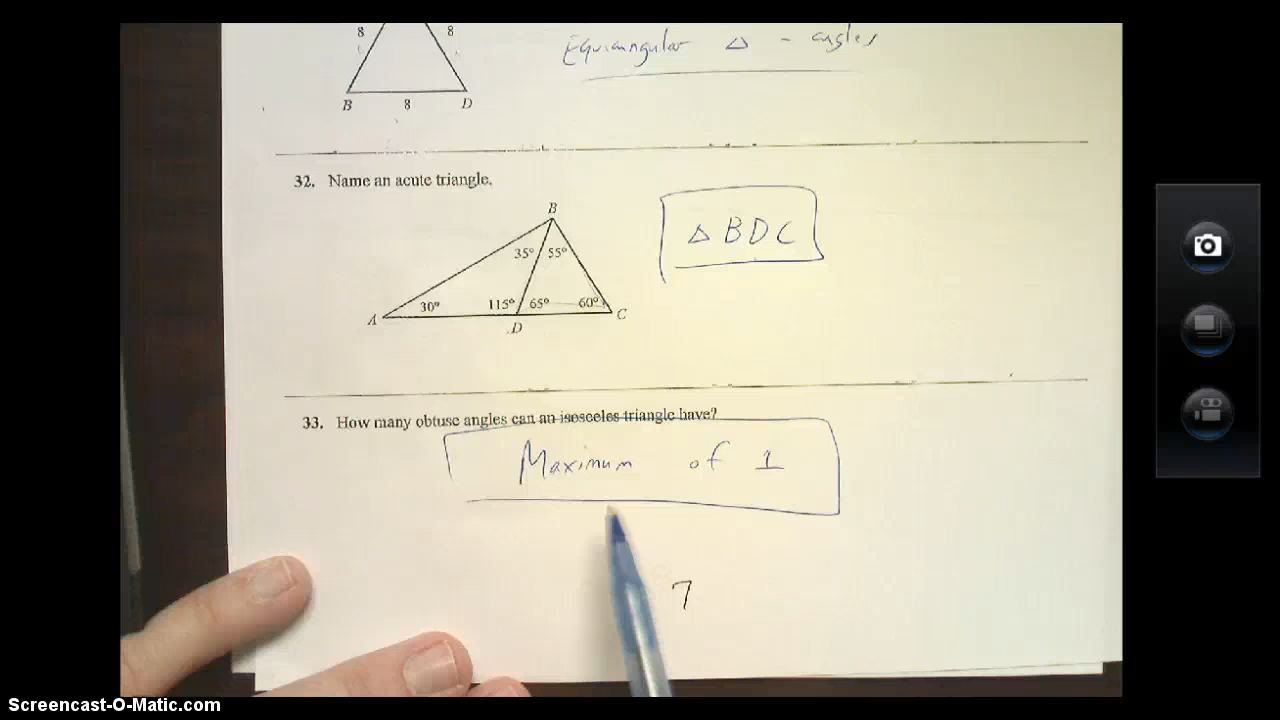 8 8
Equiangular Δ - angles
B 8 D
32. Name an acute triangle.
B
35° 55°
Δ BDC
30° 115° 65° 60°
A D C
33. How many obtuse angles can an isosceles triangle have?
Maximum of 1
7
Screencast-O-Matic.com